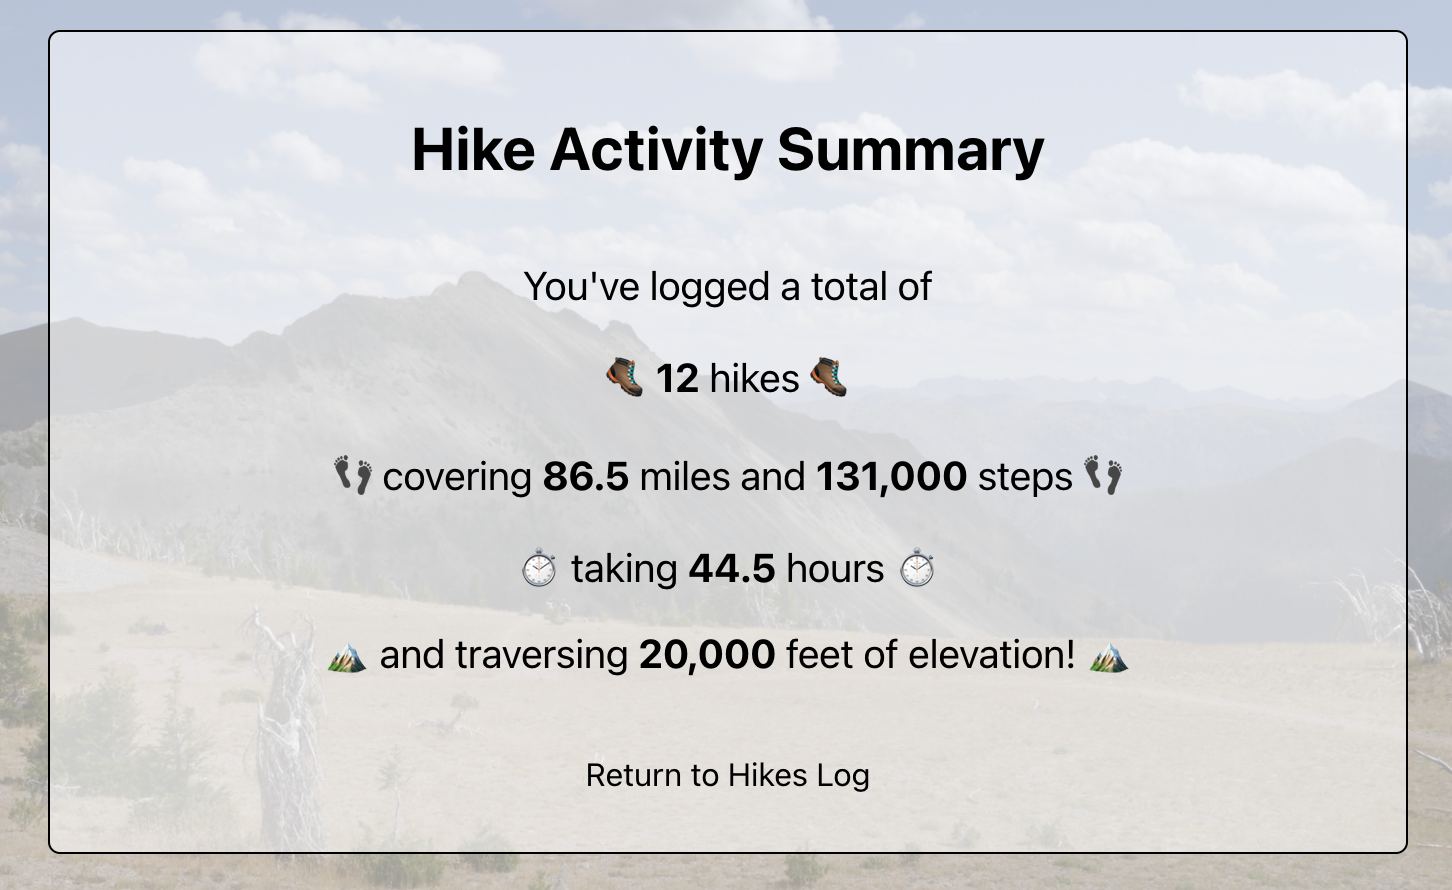 Hike Activity Summary
You've logged a total of
🥾 12 hikes 🥾
👣 covering 86.5 miles and 131,000 steps 👣
⏱️ taking 44.5 hours ⏱️
🏔️ and traversing 20,000 feet of elevation! 🏔️
Return to Hikes Log